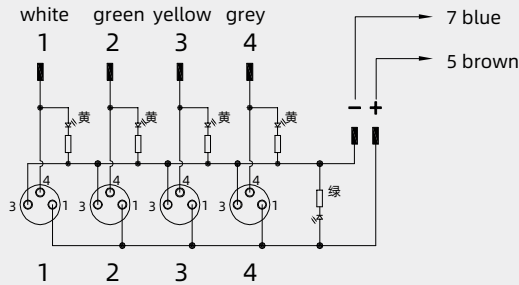 white green yellow grey
1 2 3 4
7 blue
5 brown
− +
黄 黄 黄 黄
4 4 4 4
3 1 3 1 3 1 3 1
绿
1 2 3 4